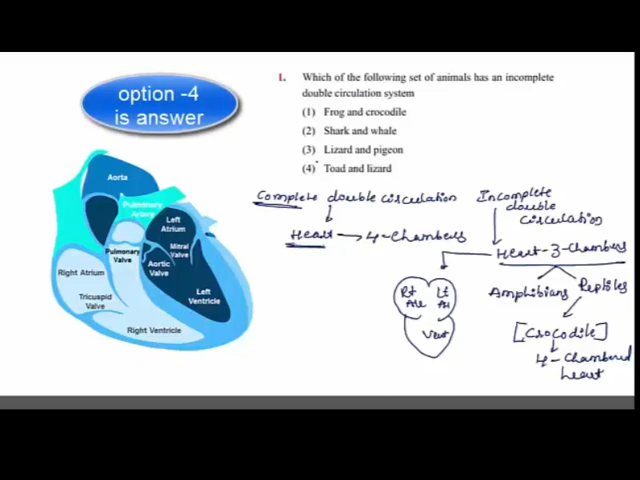 option -4
is answer
1. Which of the following set of animals has an incomplete
double circulation system
(1) Frog and crocodile
(2) Shark and whale
(3) Lizard and pigeon
(4) Toad and lizard
Complete double circulation
Heart → 4-Chambers
Incomplete
double
circulation
Heart-3-Chambers
Amphibians Reptiles
[Crocodile]
4-Chambered
heart
Rt Lt
Vent
Aorta
Pulmonary
Artery
Left
Atrium
Pulmonary
Valve
Mitral
Valve
Aortic
Valve
Right Atrium
Left
Ventricle
Tricuspid
Valve
Right Ventricle